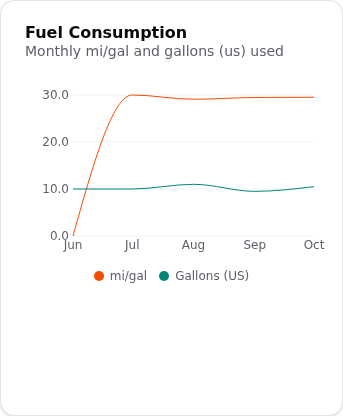 Fuel Consumption
Monthly mi/gal and gallons (us) used
30.0
20.0
10.0
0.0
Jun Jul Aug Sep Oct
mi/gal Gallons (US)